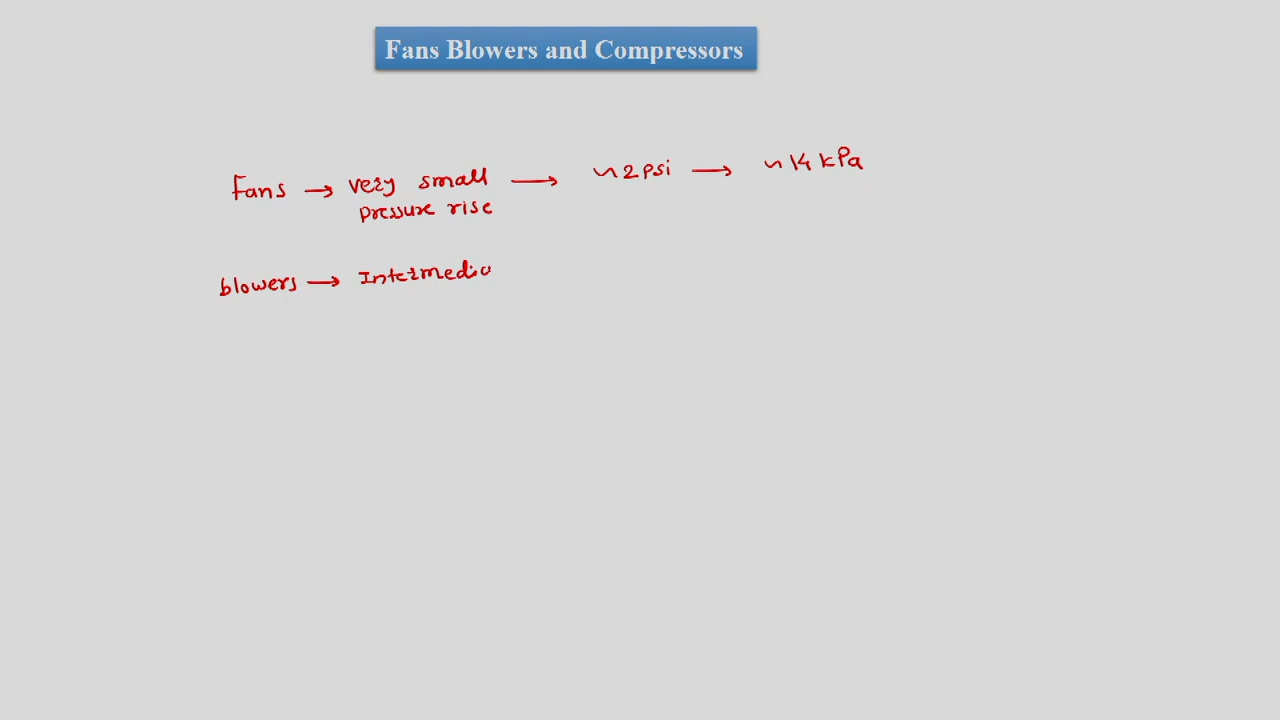 Fans Blowers and Compressors
Fans → very small → ~2psi → ~14 kPa
pressure rise
blowers → Intermedia